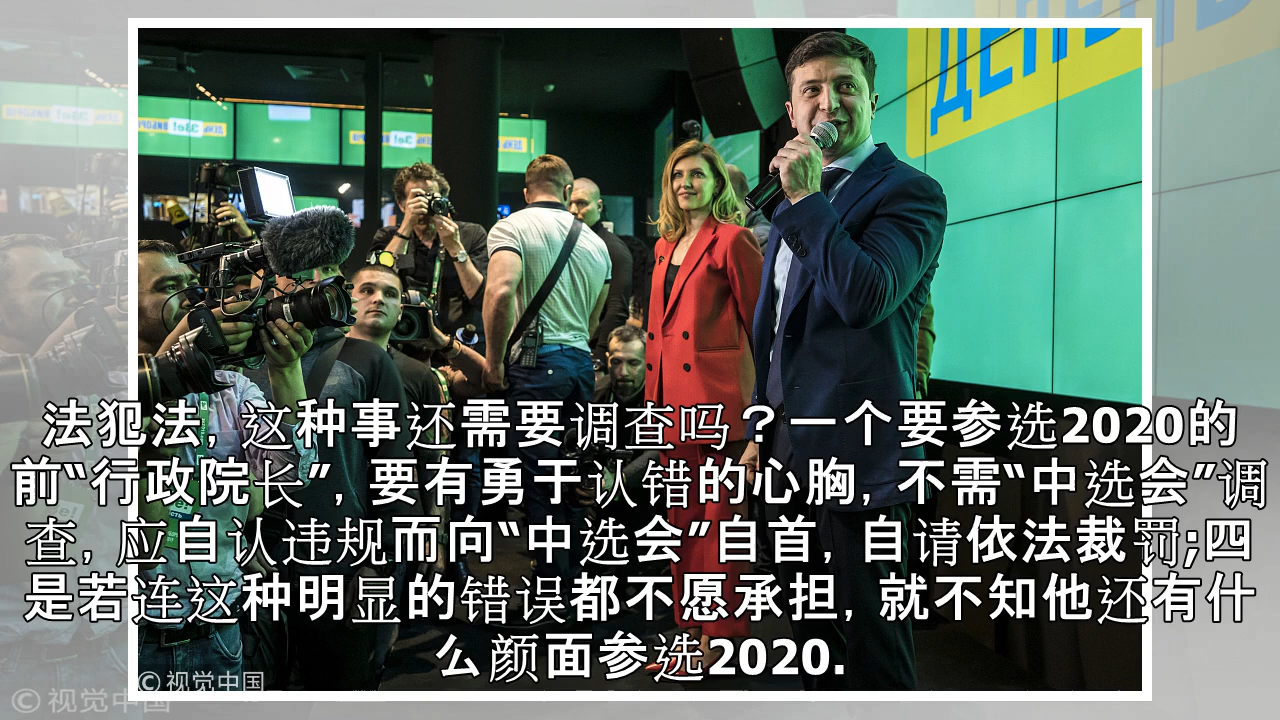 ДЕНЬ
法犯法, 这种事还需要调查吗？一个要参选2020的
前“行政院长”, 要有勇于认错的心胸, 不需“中选会”调
查, 应自认违规而向“中选会”自首, 自请依法裁罚;四
是若连这种明显的错误都不愿承担, 就不知他还有什
么颜面参选2020.
© 视觉中国
© 视觉中国